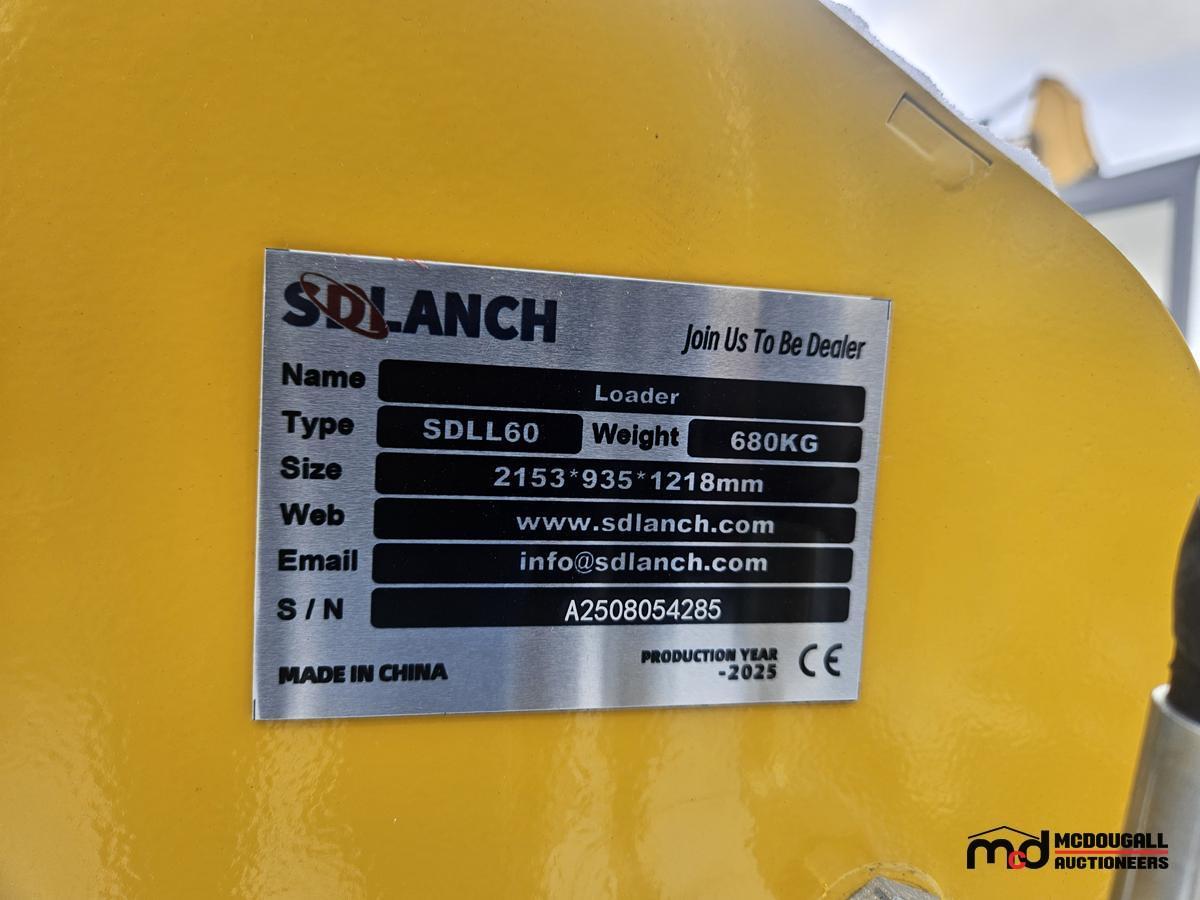 SDLANCH
Join Us To Be Dealer
Name Loader
Type SDLL60 Weight 680KG
Size 2153*935*1218mm
Web www.sdlanch.com
Email info@sdlanch.com
S / N A2508054285
MADE IN CHINA
PRODUCTION YEAR
-2025
CE
mcd MCDOUGALL
AUCTIONEERS